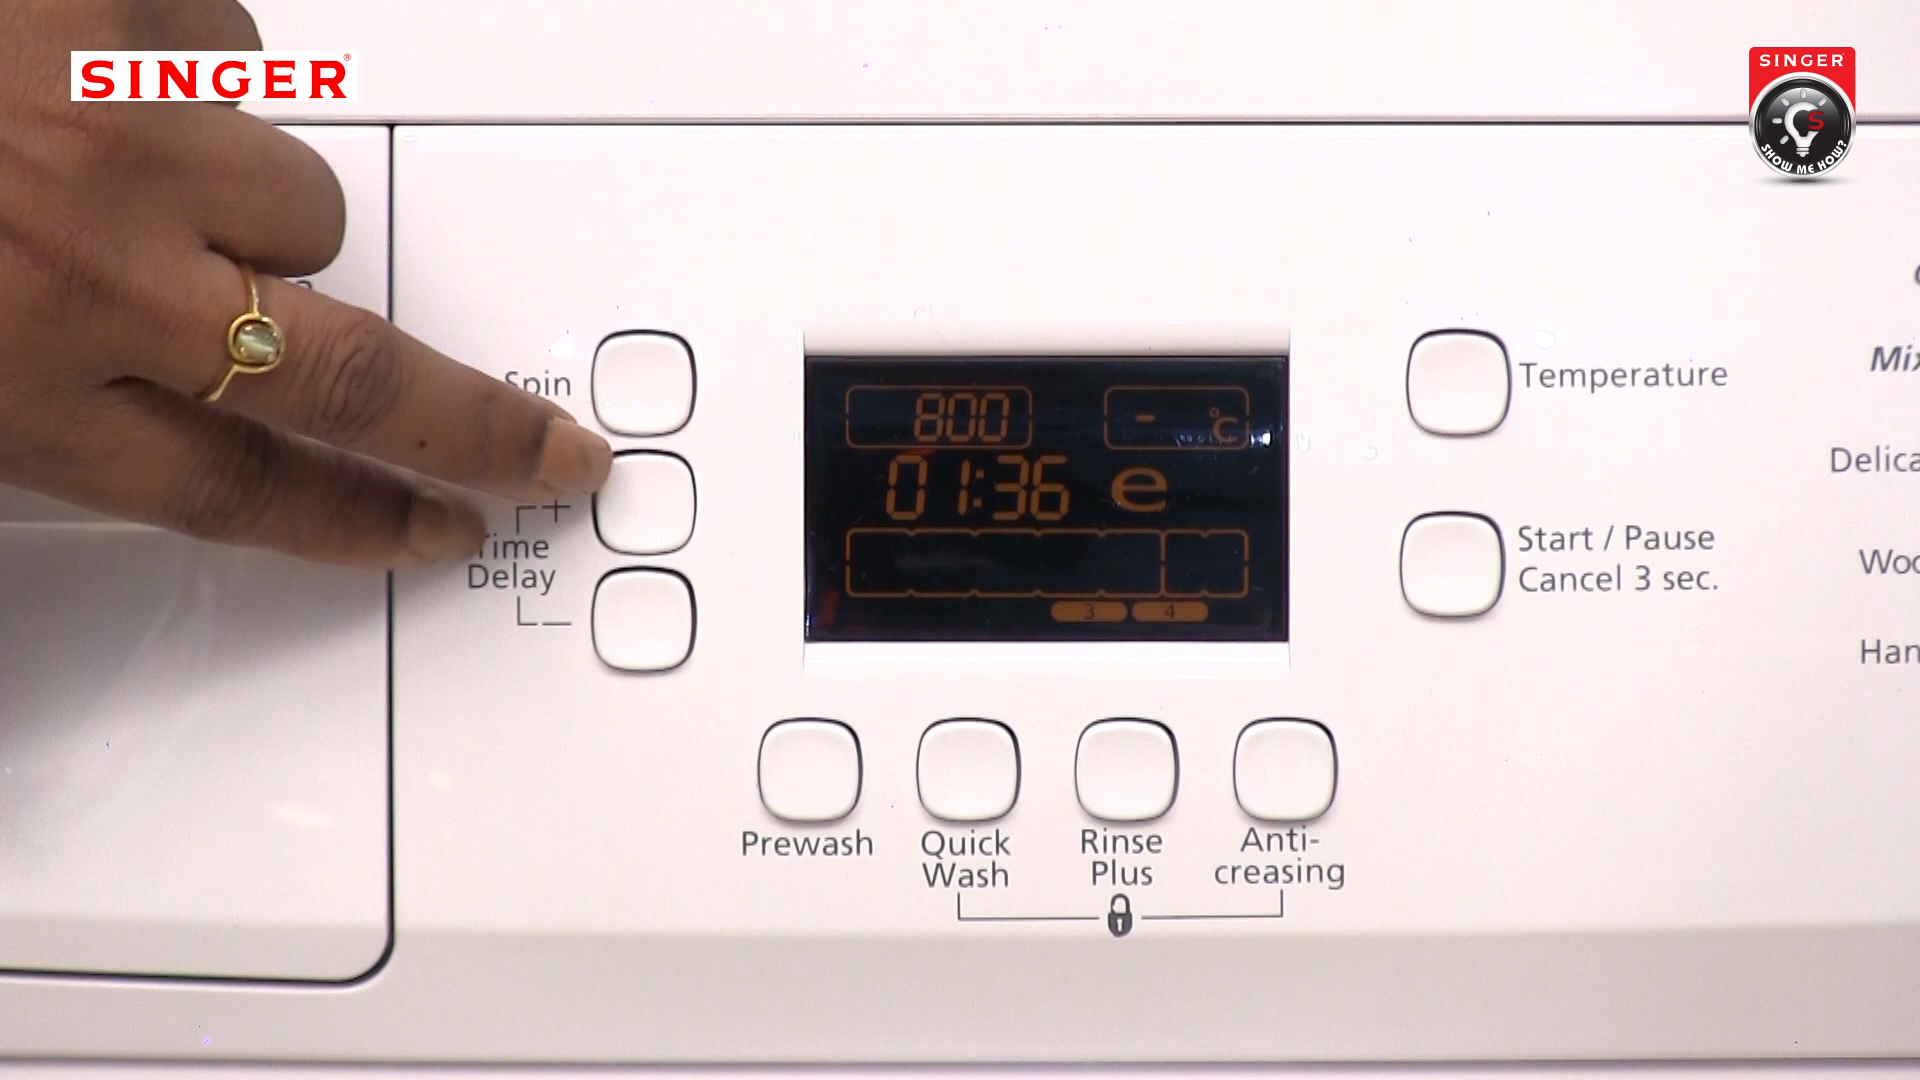 SINGER®
SINGER
S
SHOW ME HOW?
Spin
Time
Delay
+
−
800
- °C
01:36 e
3 4
Temperature
Start / Pause
Cancel 3 sec.
Prewash
Quick
Wash
Rinse
Plus
Anti-
creasing
Mix
Delica
Woo
Han